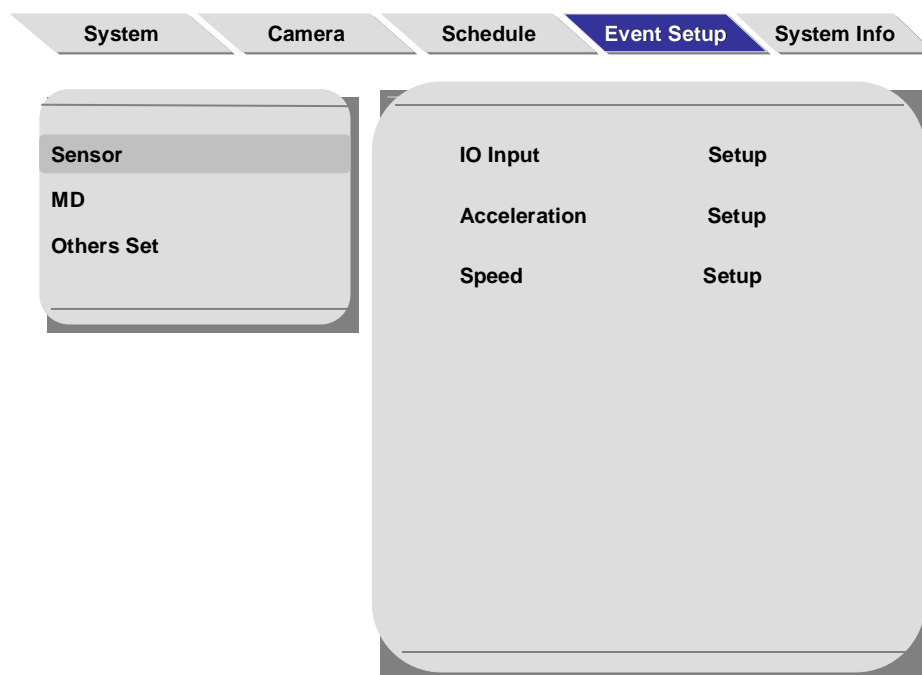 System Camera Schedule Event Setup System Info
Sensor
MD
Others Set
IO Input Setup
Acceleration Setup
Speed Setup